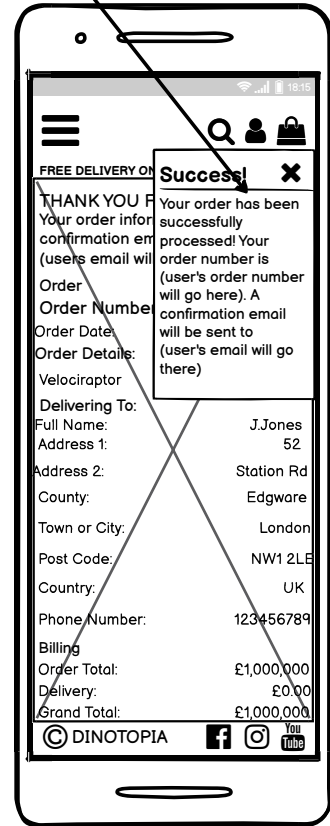 18.15
FREE DELIVERY ON
Success!
THANK YOU F
Your order infor
confirmation em
(users email wil
Your order has been
successfully
processed! Your
order number is
(user's order number
will go here). A
confirmation email
will be sent to
(user's email will go
there)
Order
Order Number
Order Date:
Order Details:
Velociraptor
Delivering To:
Full Name: J.Jones
Address 1: 52
Address 2: Station Rd
County: Edgware
Town or City: London
Post Code: NW1 2LE
Country: UK
Phone Number: 123456789
Billing
Order Total: £1,000,000
Delivery: £0.00
Grand Total: £1,000,000
© DINOTOPIA
You
Tube